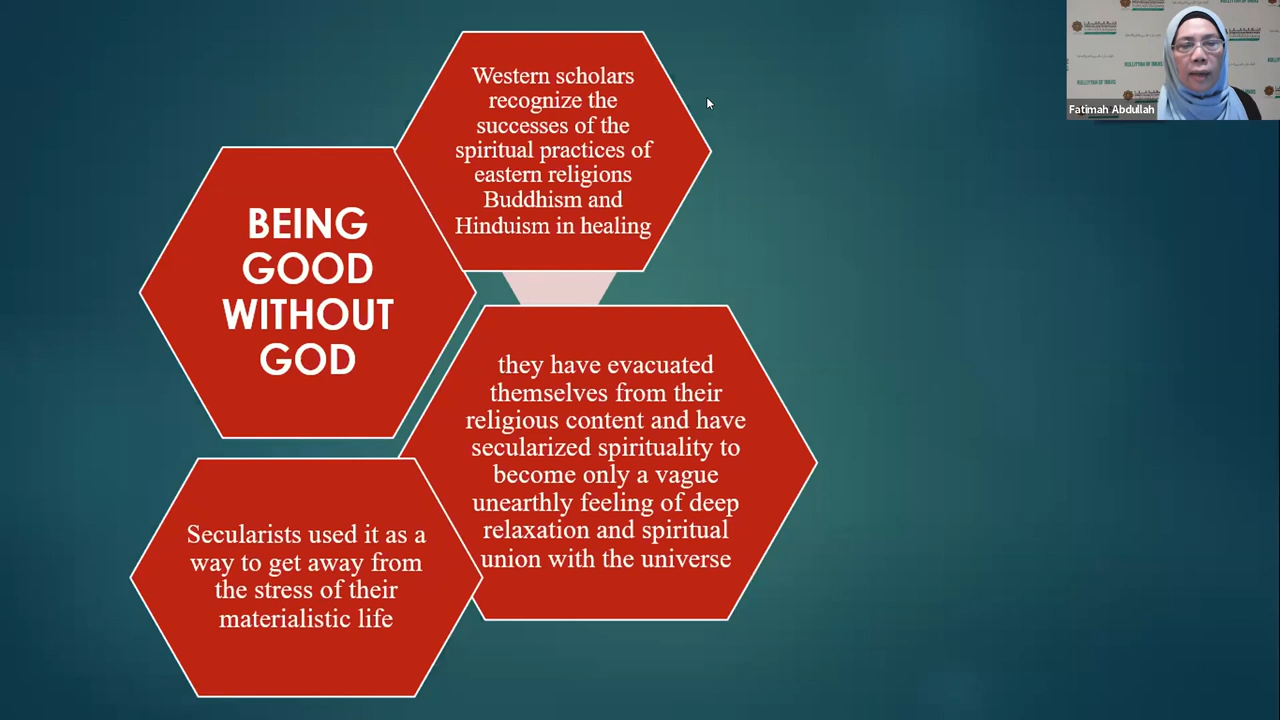 BEING
GOOD
WITHOUT
GOD
Western scholars
recognize the
successes of the
spiritual practices of
eastern religions
Buddhism and
Hinduism in healing
they have evacuated
themselves from their
religious content and have
secularized spirituality to
become only a vague
unearthly feeling of deep
relaxation and spiritual
union with the universe
Secularists used it as a
way to get away from
the stress of their
materialistic life
KULLIYYAH OF IRKHS
Fatimah Abdullah